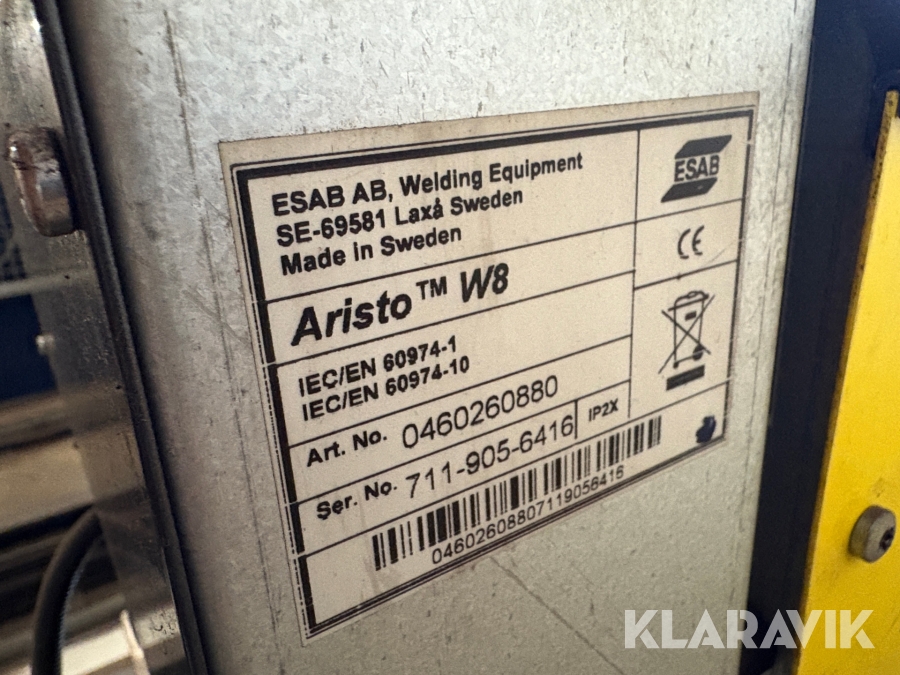 ESAB AB, Welding Equipment
SE-69581 Laxå Sweden
Made in Sweden
ESAB
CE
Aristo™ W8
IEC/EN 60974-1
IEC/EN 60974-10
Art. No. 0460260880
Ser. No. 711-905-6416
IP2X
04602608807119056416
KLARAVIK